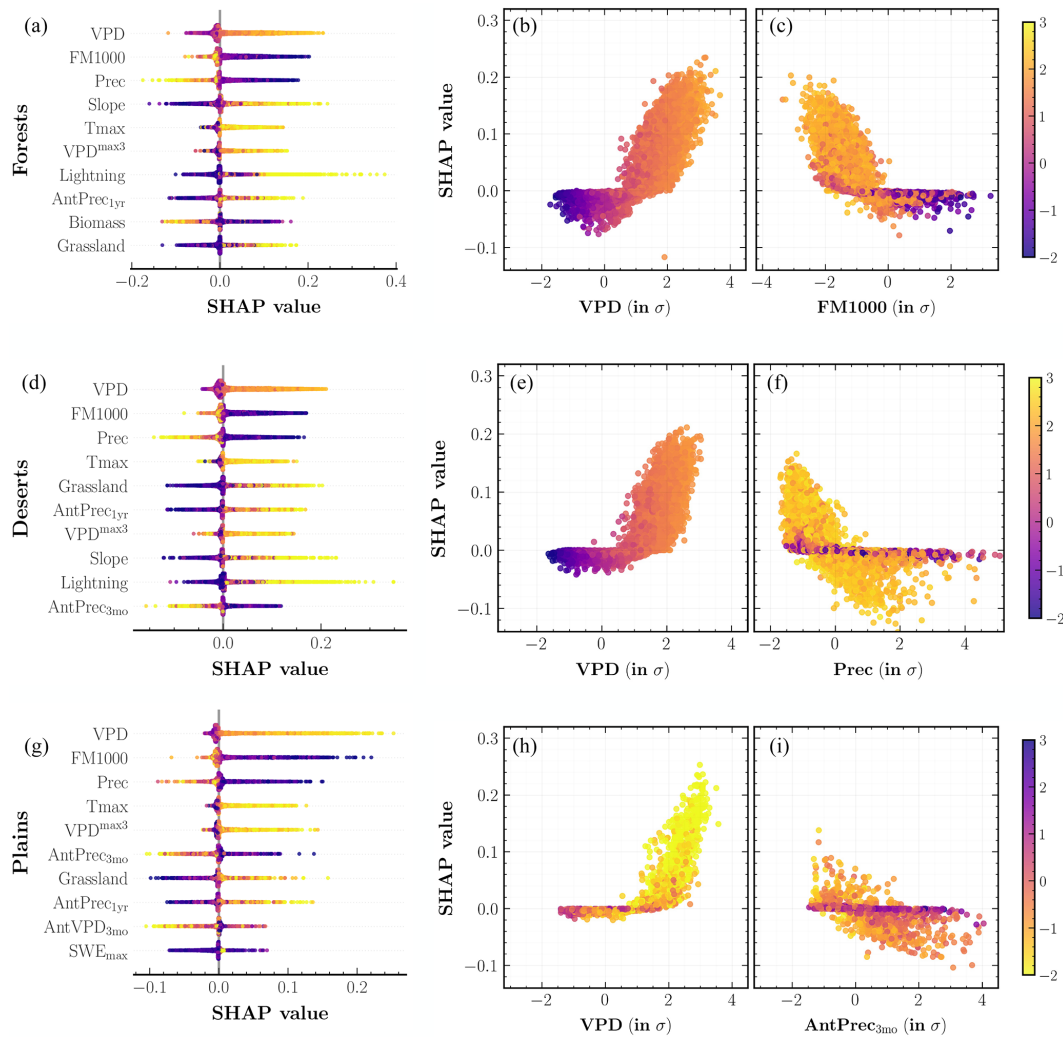 (a)
VPD
FM1000
Prec
Slope
Tmax
VPD^max3
Lightning
AntPrec_1yr
Biomass
Grassland
Forests
−0.2 0.0 0.2 0.4
SHAP value
(b)
SHAP value
0.3
0.2
0.1
0.0
−0.1
−2 0 2 4
VPD (in σ)
(c)
−4 −2 0 2
FM1000 (in σ)
3
2
1
0
−1
−2
(d)
VPD
FM1000
Prec
Tmax
Grassland
AntPrec_1yr
VPD^max3
Slope
Lightning
AntPrec_3mo
Deserts
0.0 0.2
SHAP value
(e)
SHAP value
0.3
0.2
0.1
0.0
−0.1
−2 0 2 4
VPD (in σ)
(f)
−2 0 2 4
Prec (in σ)
3
2
1
0
−1
−2
(g)
VPD
FM1000
Prec
Tmax
VPD^max3
AntPrec_3mo
Grassland
AntPrec_1yr
AntVPD_3mo
SWE_max
Plains
−0.1 0.0 0.1 0.2
SHAP value
(h)
SHAP value
0.3
0.2
0.1
0.0
−0.1
−2 0 2 4
VPD (in σ)
(i)
−2 0 2 4
AntPrec_3mo (in σ)
3
2
1
0
−1
−2